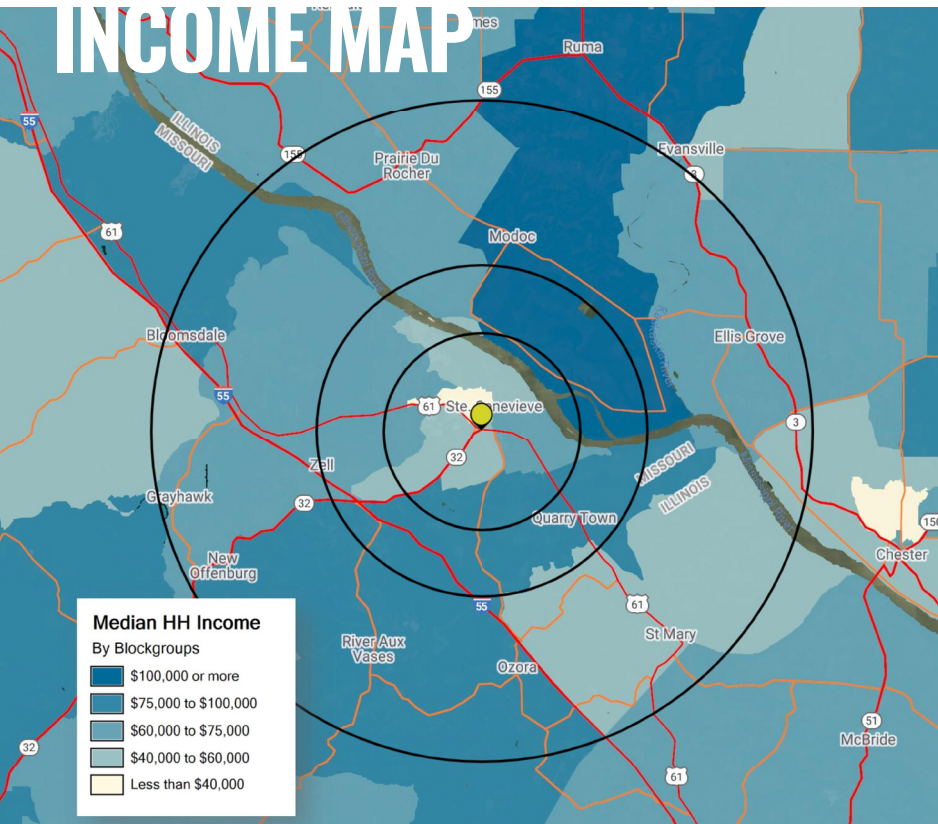 INCOME MAP
Ruma
155
55
ILLINOIS
MISSOURI
155
Prairie Du
Rocher
Evansville
3
61
Modoc
Bloomsdale
Ellis Grove
55
61
Ste. Genevieve
3
32
Zell
MISSOURI
ILLINOIS
Grayhawk
32
Quarry Town
150
Chester
New
Offenburg
55
61
St Mary
River Aux
Vases
Ozora
Median HH Income
By Blockgroups
$100,000 or more
$75,000 to $100,000
$60,000 to $75,000
$40,000 to $60,000
Less than $40,000
32
51
McBride
61